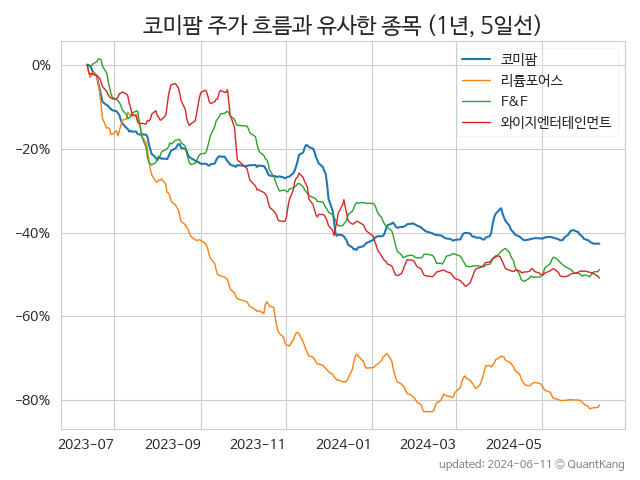 코미팜 주가 흐름과 유사한 종목 (1년, 5일선)
코미팜
리튬포어스
F&F
와이지엔터테인먼트
0%
−20%
−40%
−60%
−80%
2023-07 2023-09 2023-11 2024-01 2024-03 2024-05
updated: 2024-06-11 © QuantKang